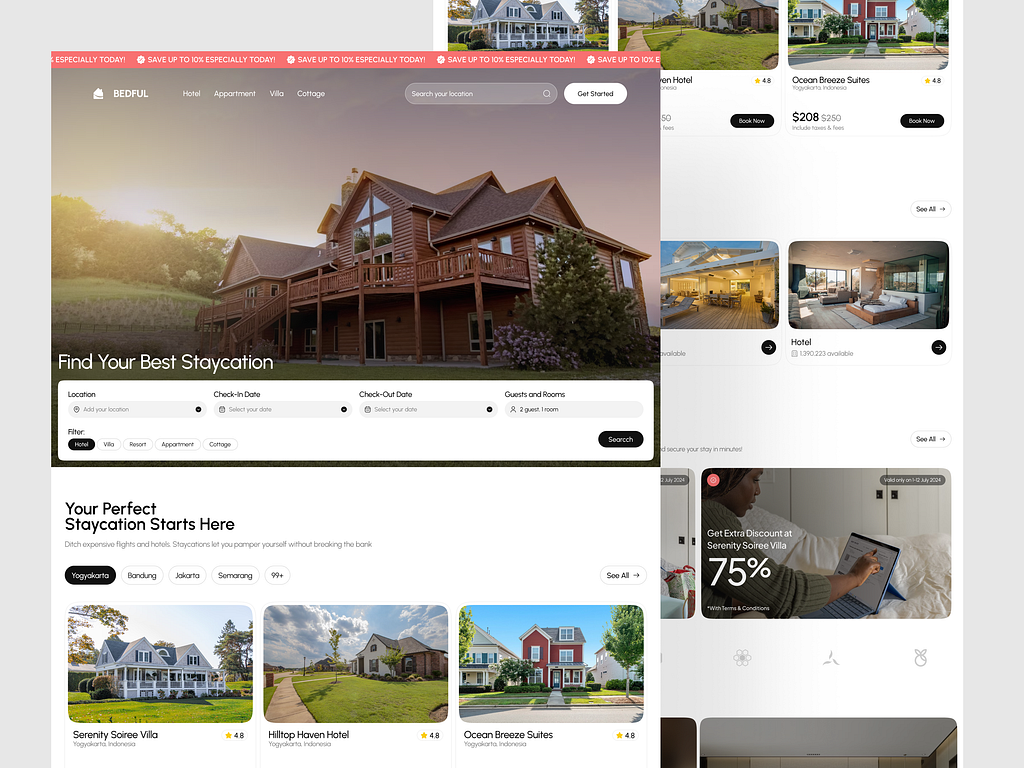 ESPECIALLY TODAY! SAVE UP TO 10% ESPECIALLY TODAY! SAVE UP TO 10% ESPECIALLY TODAY! SAVE UP TO 10% ESPECIALLY TODAY! SAVE UP TO 10%
BEDFUL
Hotel Appartment Villa Cottage
Search your location
Get Started
Find Your Best Staycation
Location Check-In Date Check-Out Date Guests and Rooms
Add your location Select your date Select your date 2 guest, 1 room
Filter:
Hotel Villa Resort Appartment Cottage
Searcch
Your Perfect
Staycation Starts Here
Ditch expensive flights and hotels, Staycations let you pamper yourself without breaking the bank
Yogyakarta Bandung Jakarta Semarang 99+
See All
Serenity Soiree Villa 4.8
Yogyakarta, Indonesia
Hilltop Haven Hotel 4.8
Yogyakarta, Indonesia
Ocean Breeze Suites 4.8
Yogyakarta, Indonesia
ven Hotel 4.8
onesia
50 Book Now
fees
Ocean Breeze Suites 4.8
Yogyakarta, Indonesia
$208 $250 Book Now
Include taxes & fees
See All
available
Hotel
1.390.223 available
See All
d secure your stay in minutes!
2 July 2024
Valid only on 1-12 July 2024
Get Extra Discount at
Serenity Soiree Villa
75%
*With Terms & Conditions